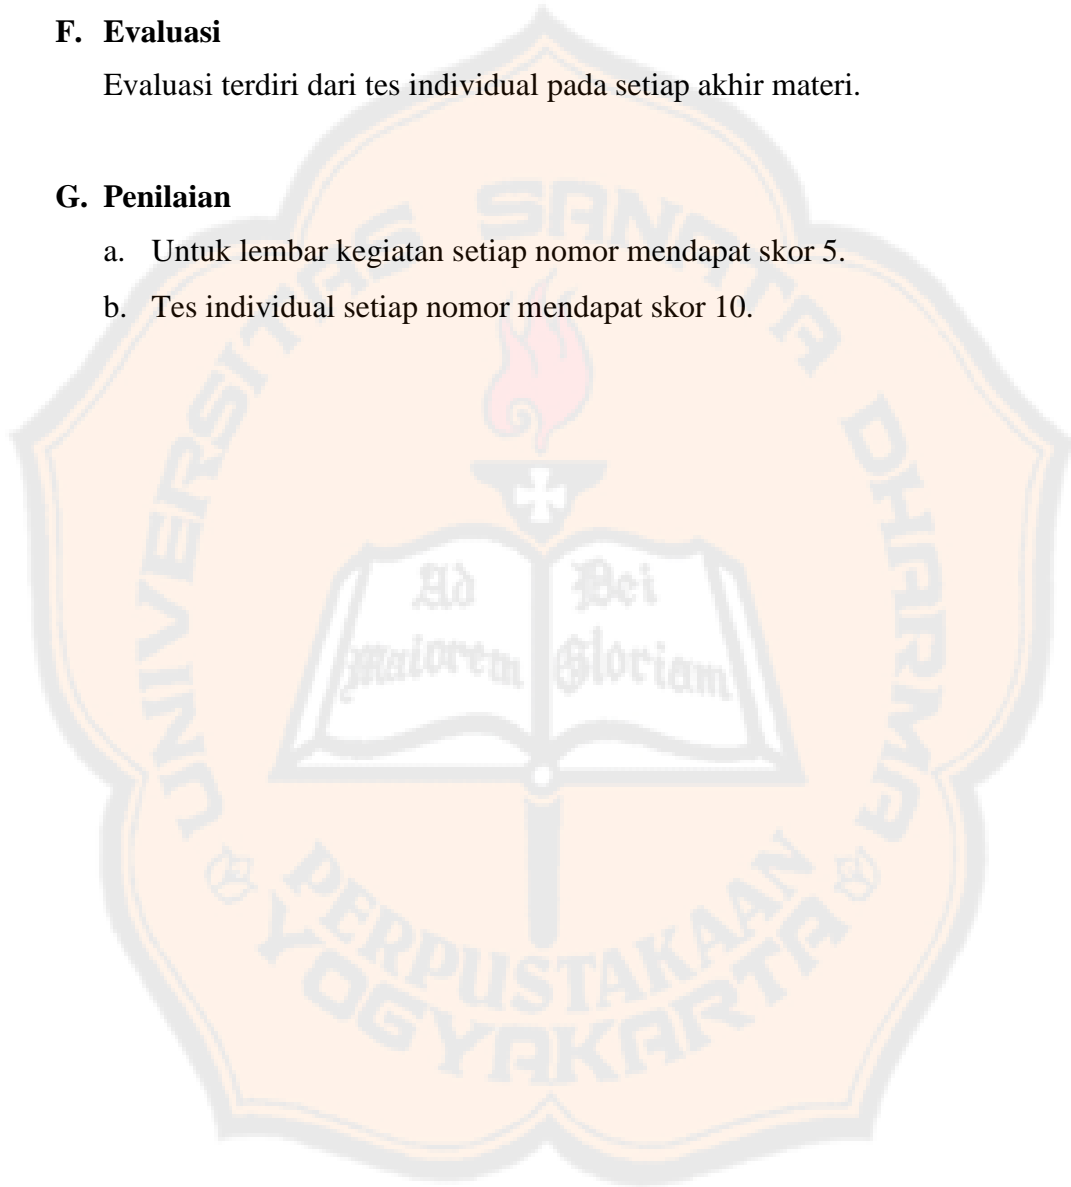 F. Evaluasi
Evaluasi terdiri dari tes individual pada setiap akhir materi.
G. Penilaian
a. Untuk lembar kegiatan setiap nomor mendapat skor 5.
b. Tes individual setiap nomor mendapat skor 10.
UNIVERSITAS SANATA DHARMA
Ad Dei
Maiorem Gloriam
PERPUSTAKAAN
YOGYAKARTA